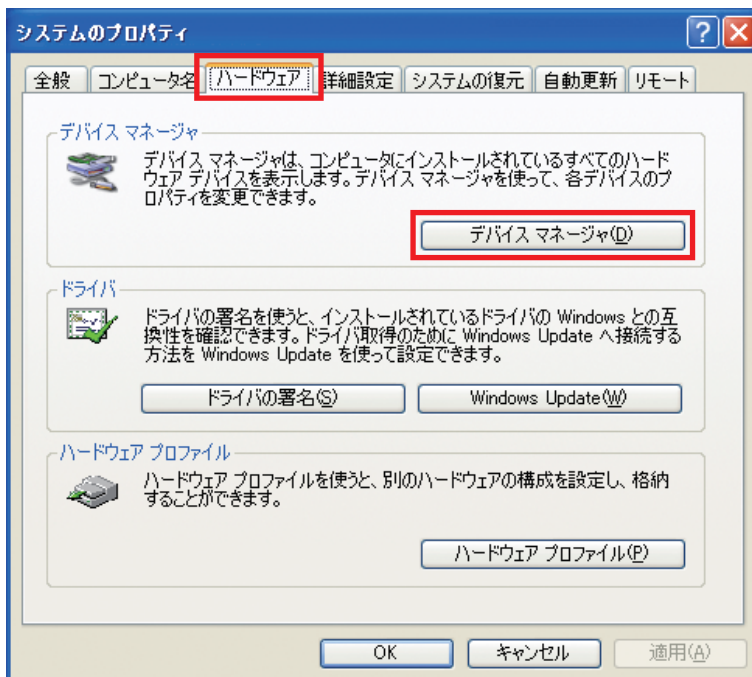 システムのプロパティ
全般
コンピュータ名
ハードウェア
詳細設定
システムの復元
自動更新
リモート
デバイス マネージャ
デバイス マネージャは、コンピュータにインストールされているすべてのハード
ウェア デバイスを表示します。デバイス マネージャを使って、各デバイスのプ
ロパティを変更できます。
デバイス マネージャ(D)
ドライバ
ドライバの署名を使うと、インストールされているドライバの Windows との互
換性を確認できます。ドライバ取得のために Windows Update へ接続する
方法を Windows Update を使って設定できます。
ドライバの署名(S)
Windows Update(W)
ハードウェア プロファイル
ハードウェア プロファイルを使うと、別のハードウェアの構成を設定し、格納
することができます。
ハードウェア プロファイル(P)
OK
キャンセル
適用(A)